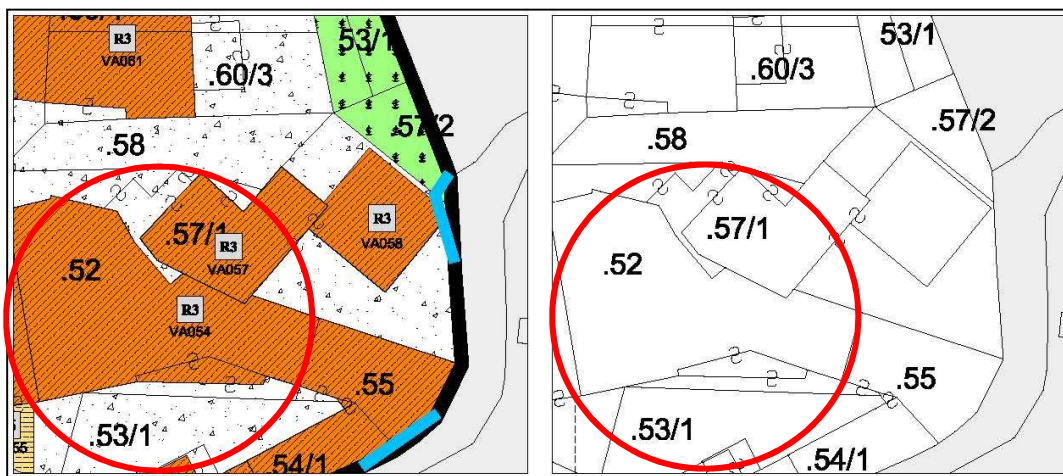 R3
VA061
.60/3
53/1
.57/2
.58
R3
VA058
.57/1
R3
VA057
.52
R3
VA054
.55
.53/1
.54/1
55
53/1
.60/3
.57/2
.58
.57/1
.52
.55
.53/1
.54/1